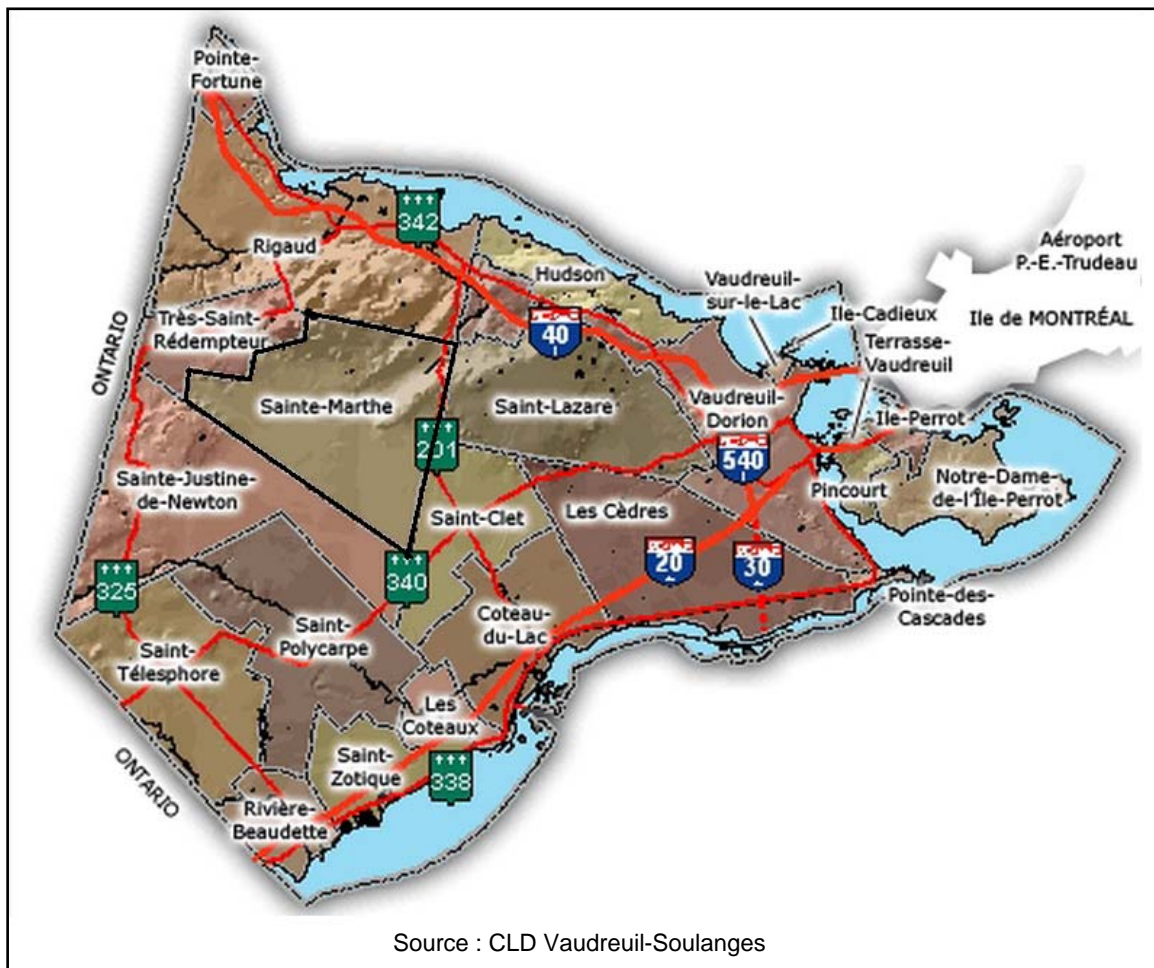 Pointe-
Fortune
342
Rigaud
Hudson
Aéroport
P.-E.-Trudeau
Vaudreuil-
sur-le-Lac
Ile-Cadieux
Ile de MONTRÉAL
Terrasse-
Vaudreuil
ONTARIO
Très-Saint-
Rédempteur
40
Sainte-Marthe
Saint-Lazare
Vaudreuil-
Dorion
Ile-Perrot
201
540
Sainte-Justine-
de-Newton
Saint-Clet
Les Cèdres
Pincourt
Notre-Dame-
de-l'Île-Perrot
325
340
20
30
Pointe-des-
Cascades
Coteau-
du-Lac
Saint-
Polycarpe
Saint-
Télesphore
Les
Coteaux
Saint-
Zotique
338
ONTARIO
Rivière-
Beaudette
Source : CLD Vaudreuil-Soulanges